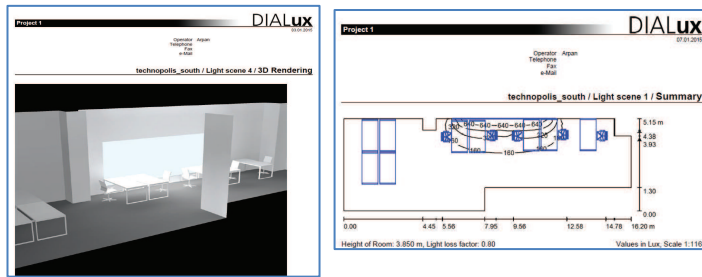 DIALux
Project 1
03.01.2015
Operator Arpan
Telephone
Fax
e-Mail
technopolis_south / Light scene 4 / 3D Rendering
DIALux
Project 1
07.01.2015
Operator Arpan
Telephone
Fax
e-Mail
technopolis_south / Light scene 1 / Summary
640 640 640 640
160
160
5.15 m
4.38
3.93
1.30
0.00
0.00 4.45 5.56 7.95 9.56 12.58 14.78 16.20 m
Height of Room: 3.850 m, Light loss factor: 0.80 Values in Lux, Scale 1:116